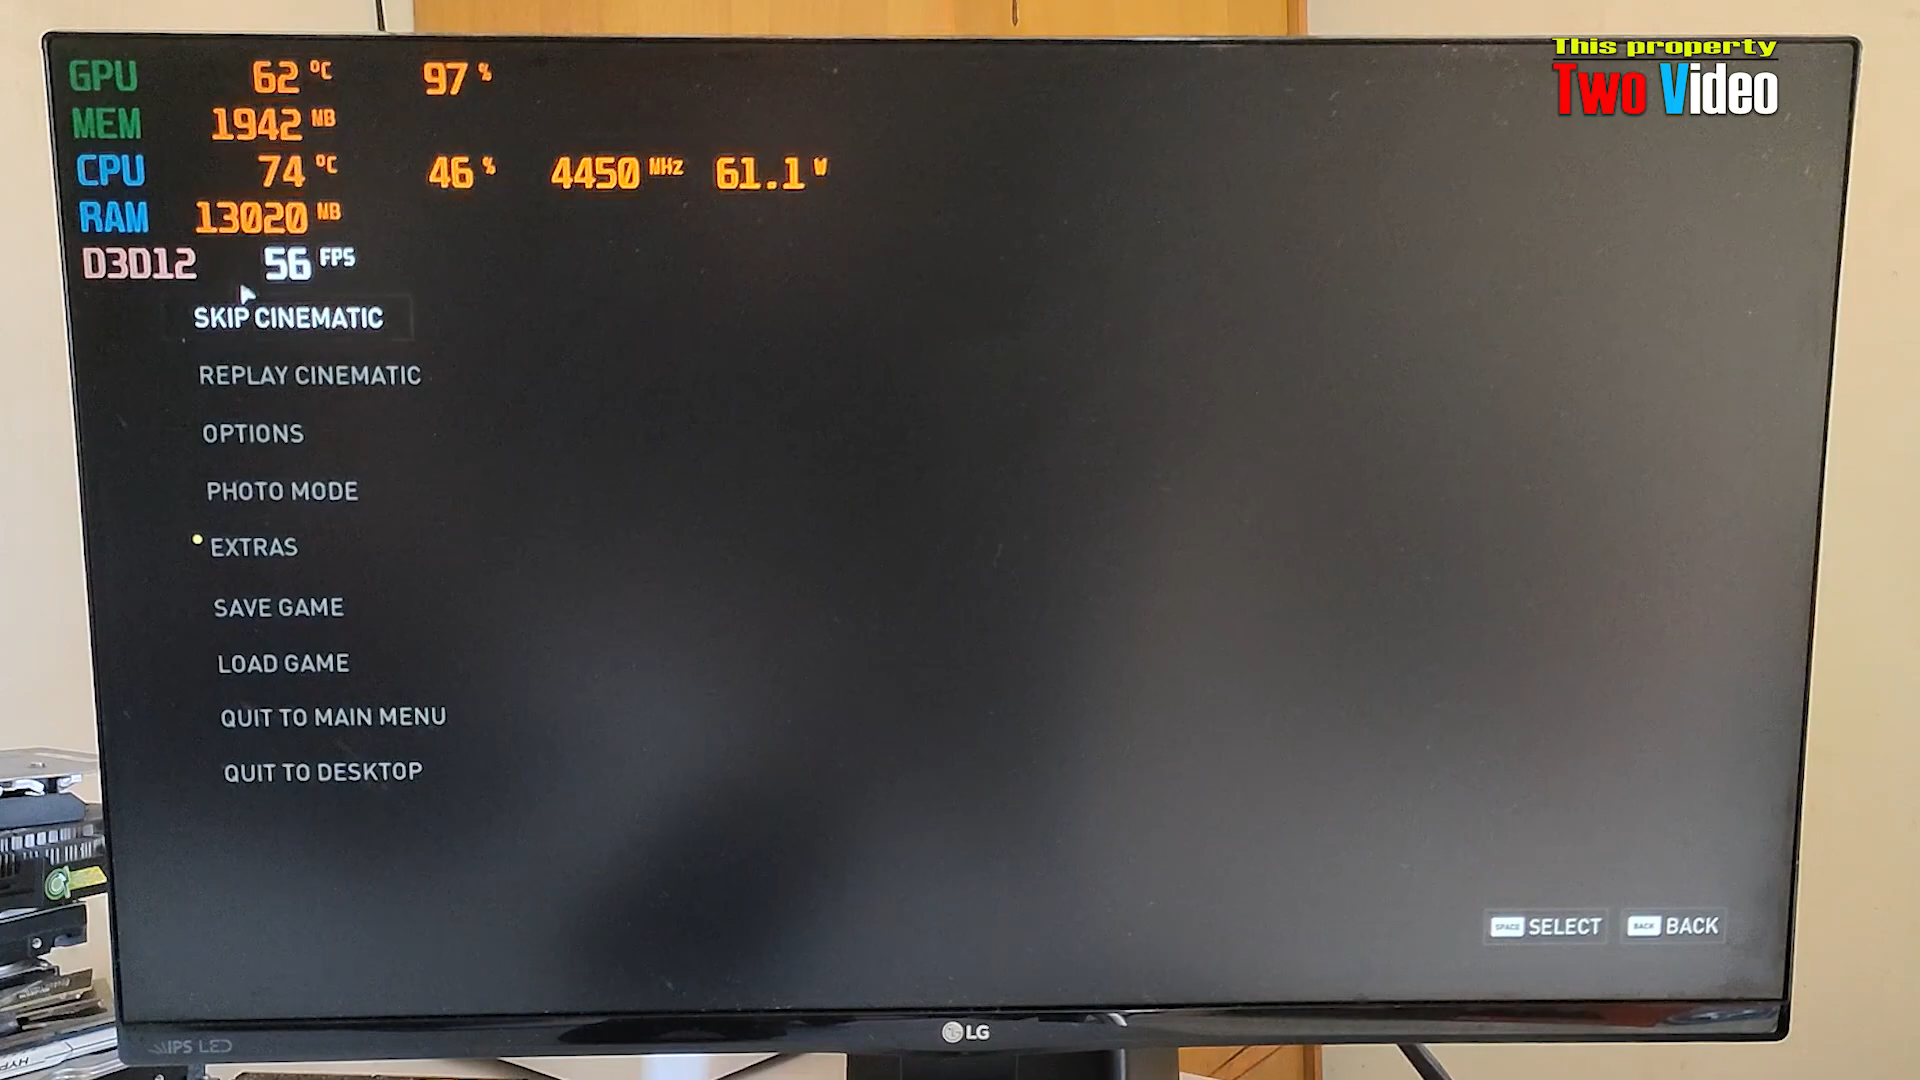 This property
Two Video
GPU 62 °C 97 %
MEM 1942 MB
CPU 74 °C 46 % 4450 MHz 61.1 W
RAM 13020 MB
D3D12 56 FPS
SKIP CINEMATIC
REPLAY CINEMATIC
OPTIONS
PHOTO MODE
EXTRAS
SAVE GAME
LOAD GAME
QUIT TO MAIN MENU
QUIT TO DESKTOP
SPACE SELECT BACK BACK
LG
IPS LED